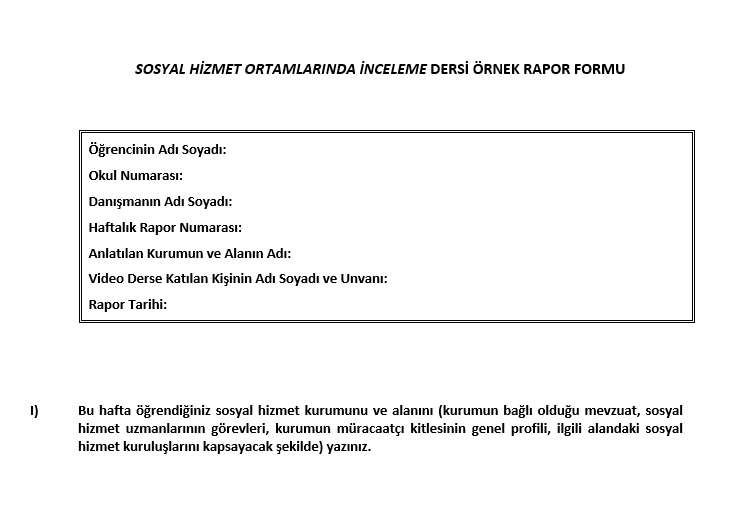 SOSYAL HİZMET ORTAMLARINDA İNCELEME DERSİ ÖRNEK RAPOR FORMU
Öğrencinin Adı Soyadı:
Okul Numarası:
Danışmanın Adı Soyadı:
Haftalık Rapor Numarası:
Anlatılan Kurumun ve Alanın Adı:
Video Derse Katılan Kişinin Adı Soyadı ve Unvanı:
Rapor Tarihi:
I) Bu hafta öğrendiğiniz sosyal hizmet kurumunu ve alanını (kurumun bağlı olduğu mevzuat, sosyal
hizmet uzmanlarının görevleri, kurumun müracaatçı kitlesinin genel profili, ilgili alandaki sosyal
hizmet kuruluşlarını kapsayacak şekilde) yazınız.